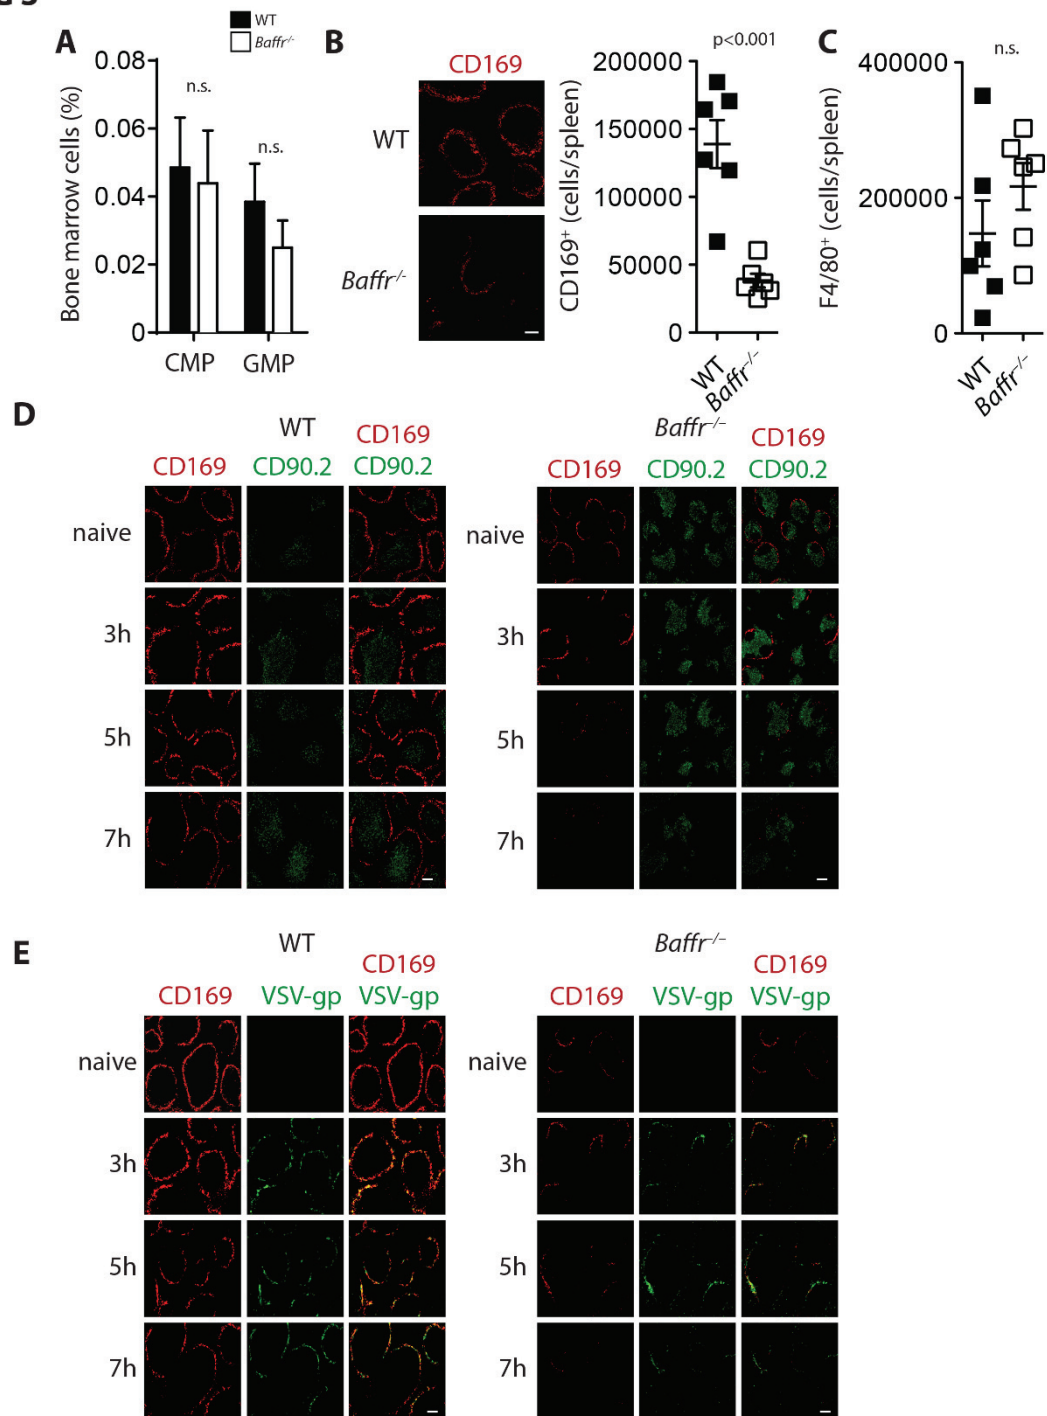 WT
Baffr-/-
A
Bone marrow cells (%)
0.08
0.06
0.04
0.02
0
n.s.
n.s.
CMP
GMP
B
CD169
WT
Baffr-/-
CD169+ (cells/spleen)
p<0.001
200000
150000
100000
50000
0
WT
Baffr-/-
C
F4/80+ (cells/spleen)
n.s.
400000
200000
0
WT
Baffr-/-
D
WT
CD169
CD169 CD90.2 CD90.2
naive
3h
5h
7h
Baffr-/-
CD169
CD169 CD90.2 CD90.2
naive
3h
5h
7h
E
WT
CD169
CD169 VSV-gp VSV-gp
naive
3h
5h
7h
Baffr-/-
CD169
CD169 VSV-gp VSV-gp
naive
3h
5h
7h